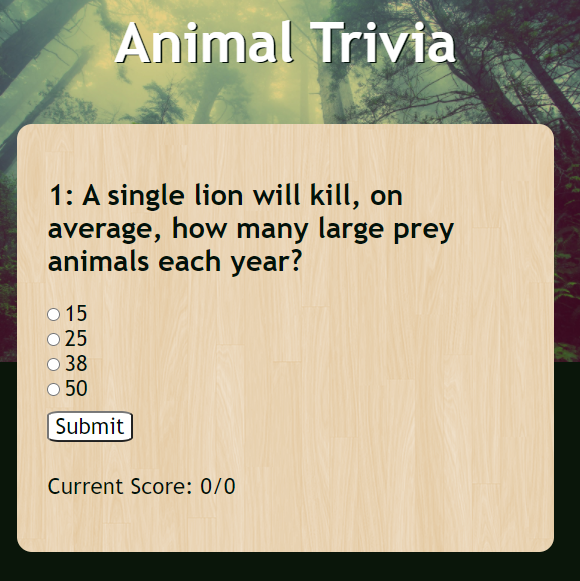 Animal Trivia
1: A single lion will kill, on
average, how many large prey
animals each year?
15
25
38
50
Submit
Current Score: 0/0